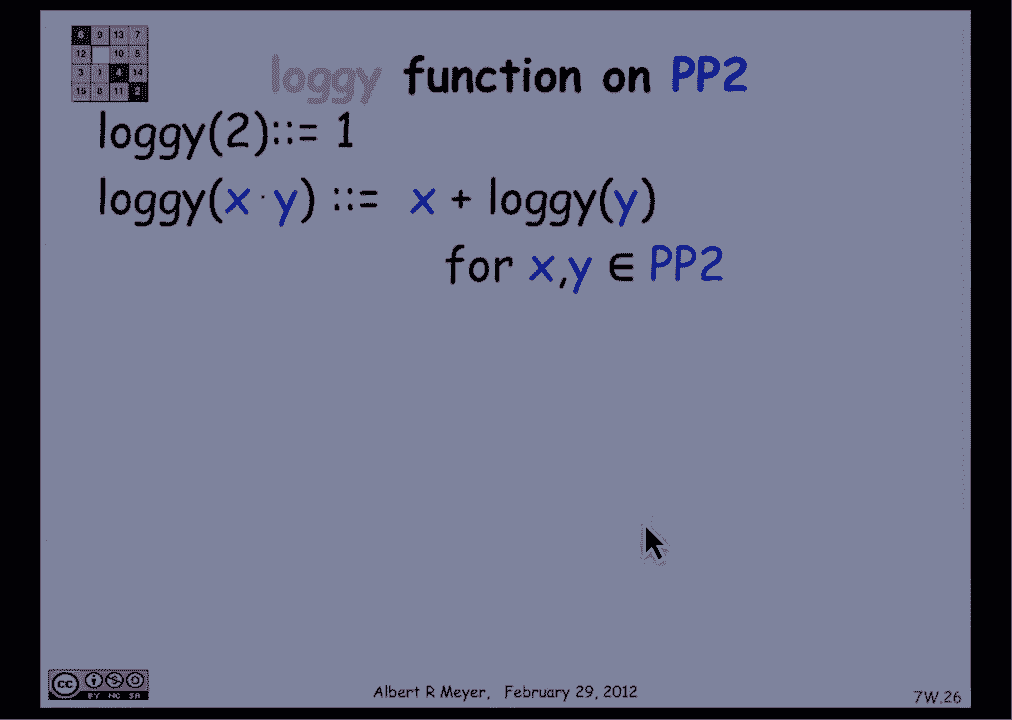 loggy function on PP2
loggy(2)::= 1
loggy(x · y) ::= x + loggy(y)
for x,y ∈ PP2
9 13 7
12 10 5
3 1 4 14
15 8 11 2
cc BY NC SA
Albert R Meyer, February 29, 2012
7W.26